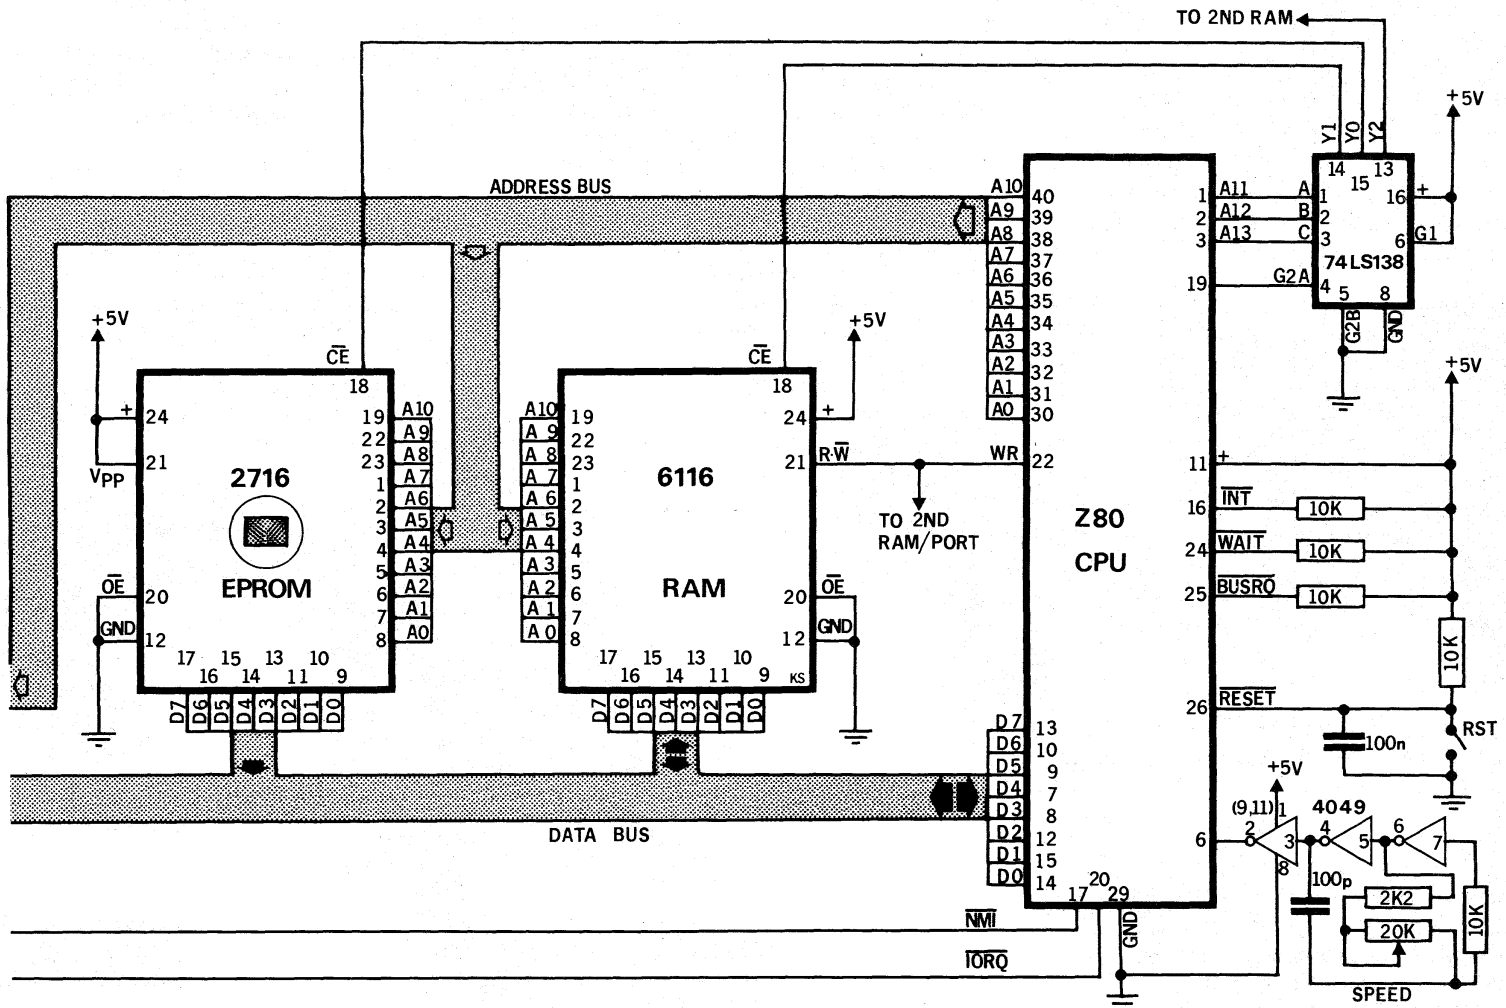 TO 2ND RAM
+5V
Y1
Y0
Y2
14
15
13
ADDRESS BUS
A10 40
A9 39
A8 38
A7 37
A6 36
A5 35
A4 34
A3 33
A2 32
A1 31
A0 30
1 A11 A 1
2 A12 B 2
3 A13 C 3
19 G2A 4
16 +
6 G1
74LS138
5 8
G2B
GND
+5V
+
24
21
VPP
CE
18
2716
EPROM
OE
20
GND
12
19 A10
22 A9
23 A8
1 A7
2 A6
3 A5
4 A4
5 A3
6 A2
7 A1
8 A0
17 16 15 14 13 11 10 9
D7 D6 D5 D4 D3 D2 D1 D0
CE
18
+5V
24 +
21 R·W
6116
RAM
A10 19
A9 22
A8 23
A7 1
A6 2
A5 3
A4 4
A3 5
A2 6
A1 7
A0 8
20 OE
12 GND
KS
17 16 15 14 13 11 10 9
D7 D6 D5 D4 D3 D2 D1 D0
WR 22
TO 2ND
RAM/PORT
Z80
CPU
+5V
11 +
16 INT 10K
24 WAIT 10K
25 BUSRQ 10K
10K
26 RESET
RST
100n
D7 13
D6 10
D5 9
D4 7
D3 8
D2 12
D1 15
D0 14
DATA BUS
+5V
(9,11) 1
4049
6
2 3 4 5 6 7
8
100p
2K2
20K
10K
SPEED
17 20 29
NMI
IORQ
GND